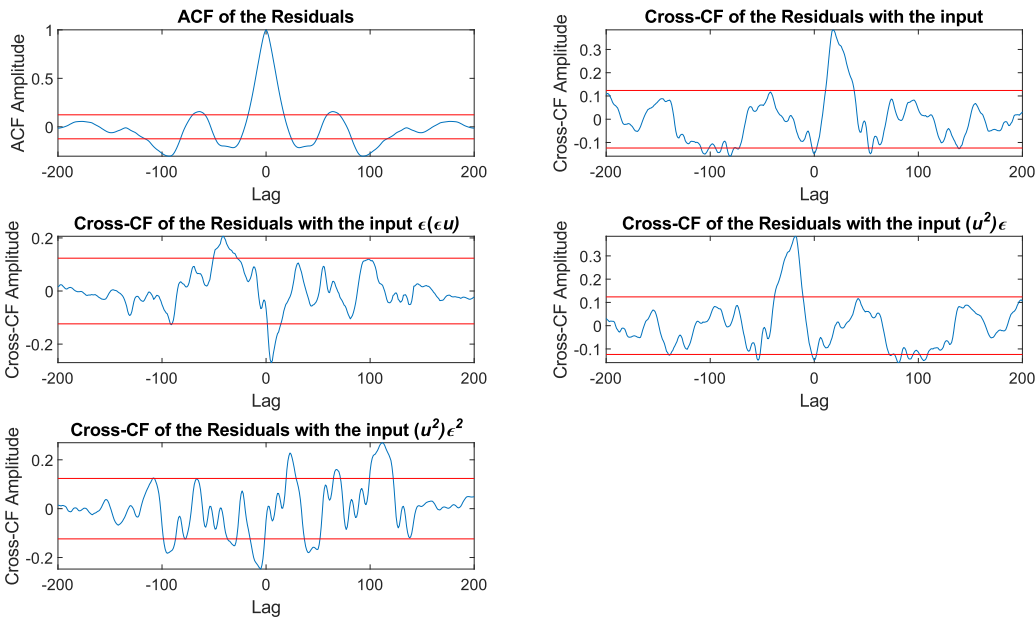 ACF of the Residuals
ACF Amplitude
1
0.5
0
-200 -100 0 100 200
Lag
Cross-CF of the Residuals with the input
Cross-CF Amplitude
0.3
0.2
0.1
0
-0.1
-200 -100 0 100 200
Lag
Cross-CF of the Residuals with the input ϵ(ϵu)
Cross-CF Amplitude
0.2
0
-0.2
-200 -100 0 100 200
Lag
Cross-CF of the Residuals with the input (u²)ϵ
Cross-CF Amplitude
0.3
0.2
0.1
0
-0.1
-200 -100 0 100 200
Lag
Cross-CF of the Residuals with the input (u²)ϵ²
Cross-CF Amplitude
0.2
0
-0.2
-200 -100 0 100 200
Lag